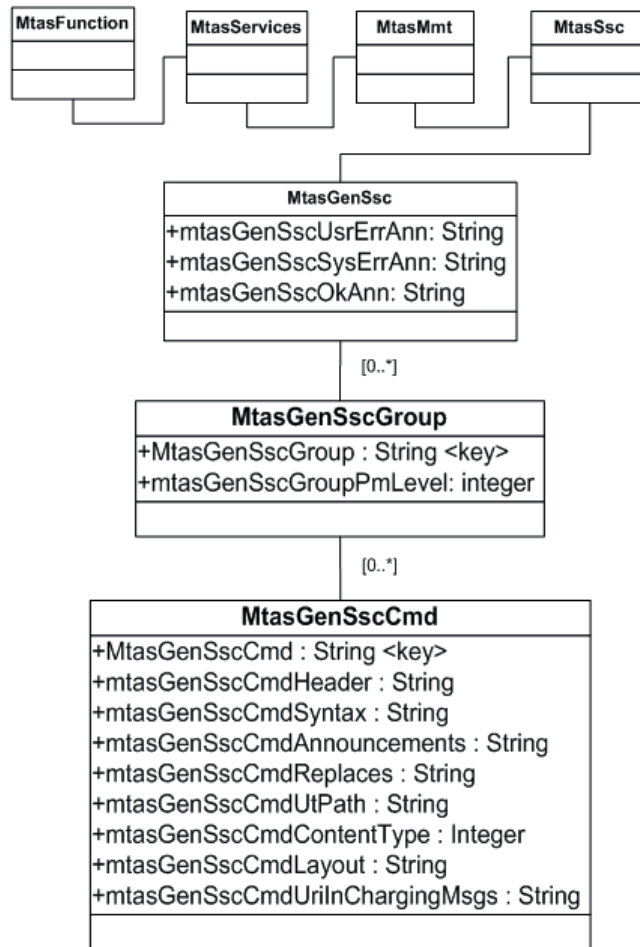 MtasFunction
MtasServices
MtasMmt
MtasSsc
MtasGenSsc
+mtasGenSscUsrErrAnn: String
+mtasGenSscSysErrAnn: String
+mtasGenSscOkAnn: String
[0..*]
MtasGenSscGroup
+MtasGenSscGroup : String <key>
+mtasGenSscGroupPmLevel: integer
[0..*]
MtasGenSscCmd
+MtasGenSscCmd : String <key>
+mtasGenSscCmdHeader : String
+mtasGenSscCmdSyntax : String
+mtasGenSscCmdAnnouncements : String
+mtasGenSscCmdReplaces : String
+mtasGenSscCmdUtPath : String
+mtasGenSscCmdContentType : Integer
+mtasGenSscCmdLayout : String
+mtasGenSscCmdUriInChargingMsgs : String